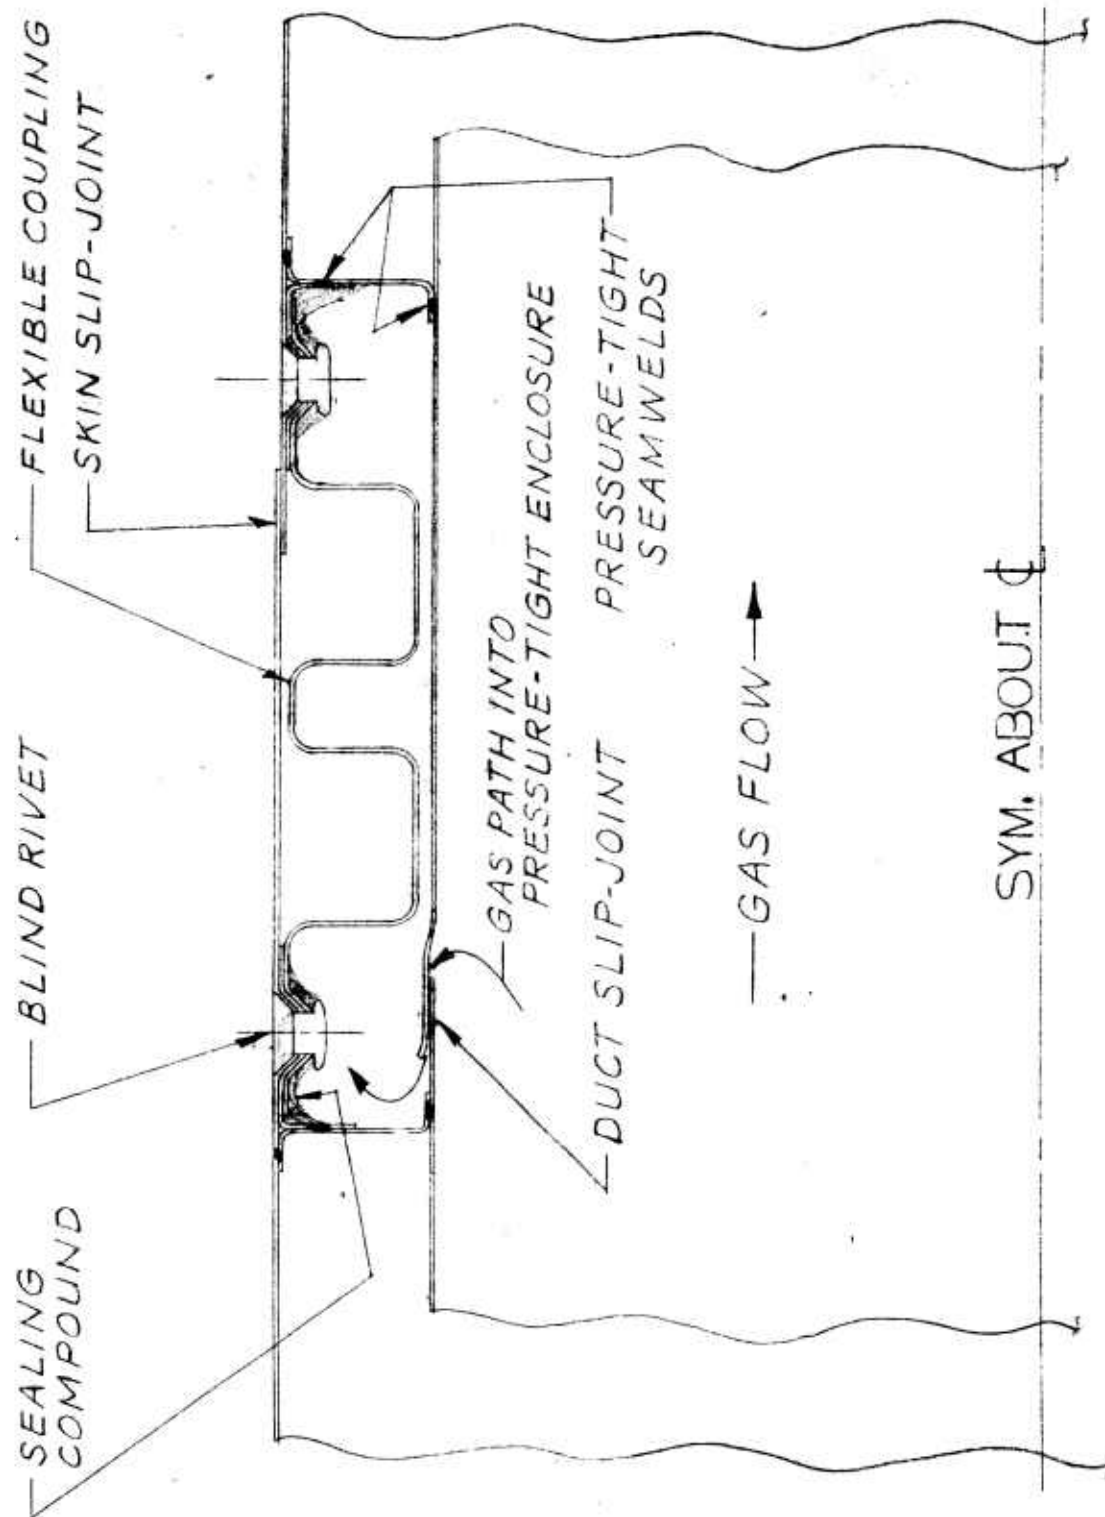 SEALING
COMPOUND
BLIND RIVET
FLEXIBLE COUPLING
SKIN SLIP-JOINT
GAS PATH INTO
PRESSURE-TIGHT ENCLOSURE
DUCT SLIP-JOINT
PRESSURE-TIGHT
SEAMWELDS
GAS FLOW
SYM. ABOUT ℄